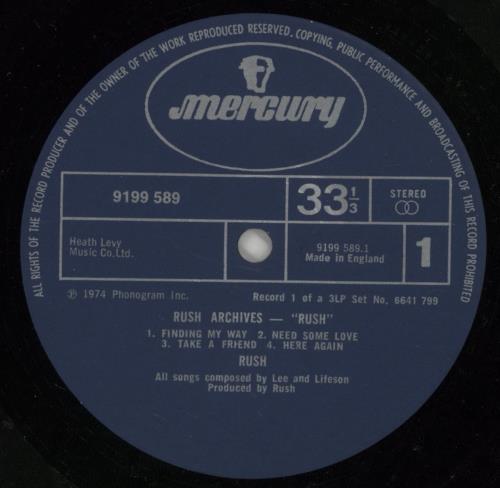 ALL RIGHTS OF THE RECORD PRODUCER AND OF THE OWNER OF THE WORK REPRODUCED RESERVED. COPYING, PUBLIC PERFORMANCE AND BROADCASTING OF THIS RECORD PROHIBITED
mercury
9199 589
33 1/3
STEREO
Heath Levy
Music Co.Ltd.
9199 589.1
Made in England
1
℗ 1974 Phonogram Inc.
Record 1 of a 3LP Set No. 6641 799
RUSH ARCHIVES — "RUSH"
1. FINDING MY WAY 2. NEED SOME LOVE
3. TAKE A FRIEND 4. HERE AGAIN
RUSH
All songs composed by Lee and Lifeson
Produced by Rush